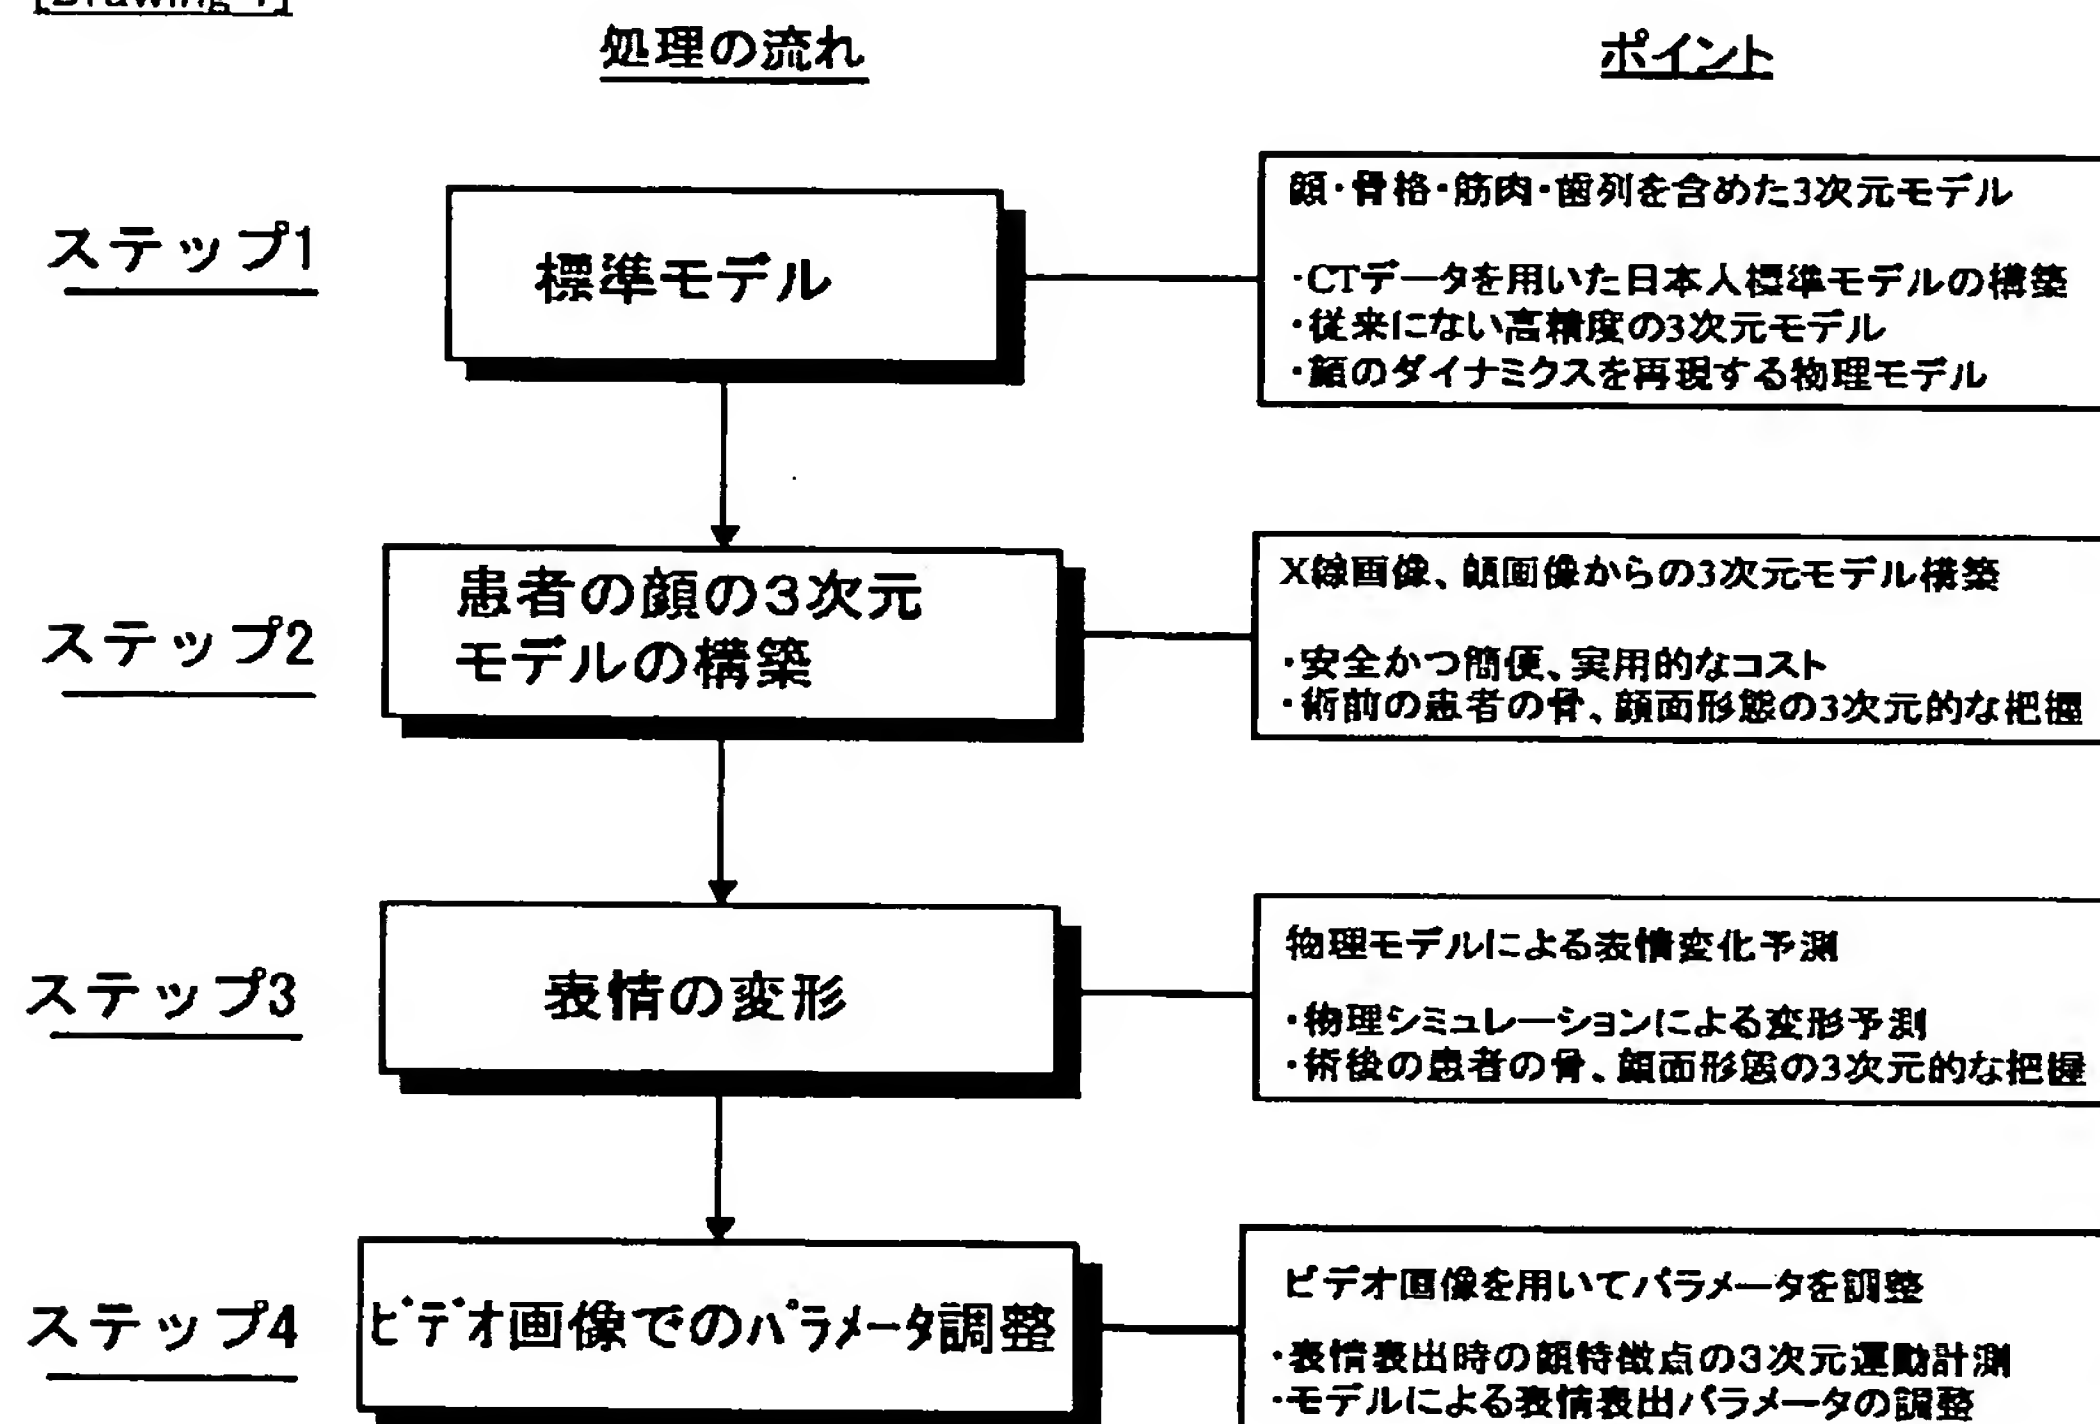 処理の流れ
ポイント
ステップ1
標準モデル
顔・骨格・筋肉・歯列を含めた3次元モデル
・CTデータを用いた日本人標準モデルの構築
・従来にない高精度の3次元モデル
・顔のダイナミクスを再現する物理モデル
ステップ2
患者の顔の3次元
モデルの構築
X線画像、顔画像からの3次元モデル構築
・安全かつ簡便、実用的なコスト
・術前の患者の骨、顔面形態の3次元的な把握
ステップ3
表情の変形
物理モデルによる表情変化予測
・物理シミュレーションによる変形予測
・術後の患者の骨、顔面形態の3次元的な把握
ステップ4
ビデオ画像でのパラメータ調整
ビデオ画像を用いてパラメータを調整
・表情表出時の顔特徴点の3次元運動計測
・モデルによる表情表出パラメータの調整